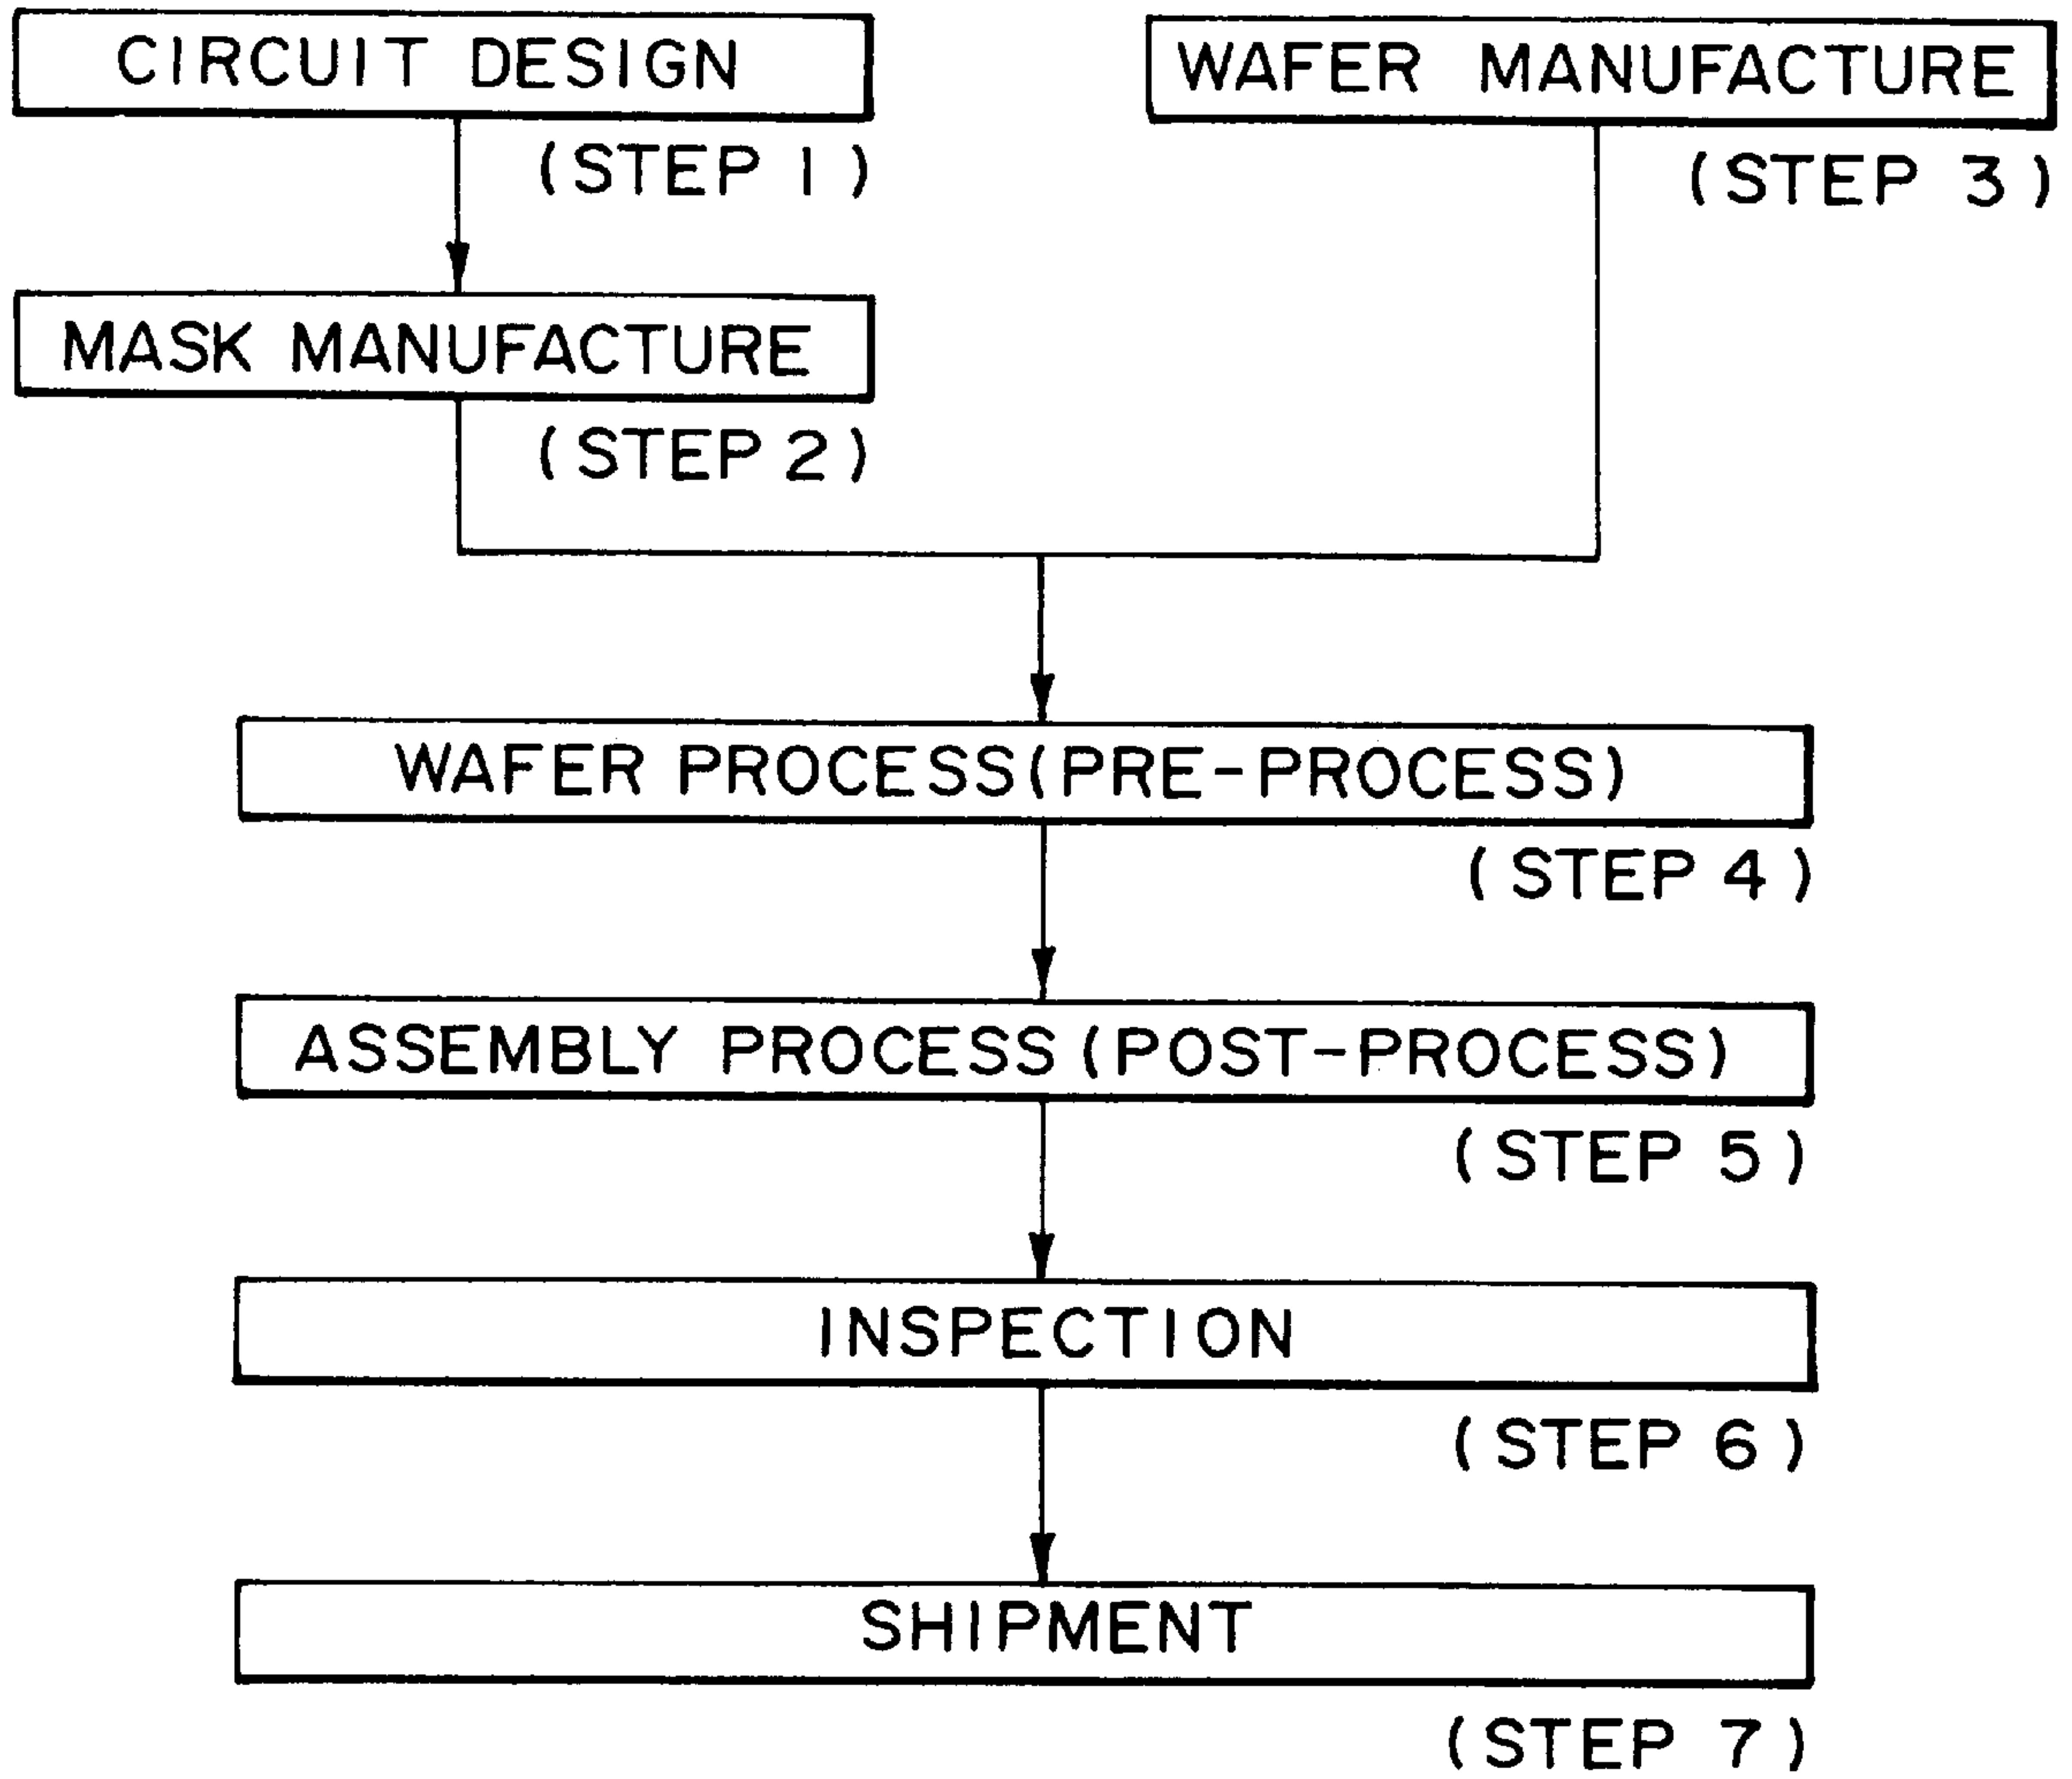 CIRCUIT DESIGN
(STEP 1)
WAFER MANUFACTURE
(STEP 3)
MASK MANUFACTURE
(STEP 2)
WAFER PROCESS(PRE-PROCESS)
(STEP 4)
ASSEMBLY PROCESS (POST-PROCESS)
(STEP 5)
INSPECTION
(STEP 6)
SHIPMENT
(STEP 7)